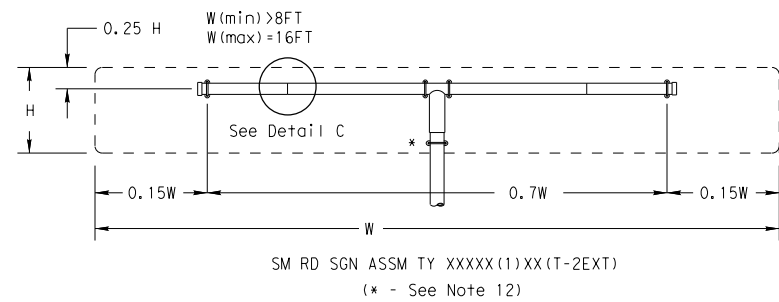 0.25 H
W(min) >8FT
W(max) =16FT
H
See Detail C
*
0.15W
0.7W
0.15W
W
SM RD SGN ASSM TY XXXXX(1)XX(T-2EXT)
(* - See Note 12)